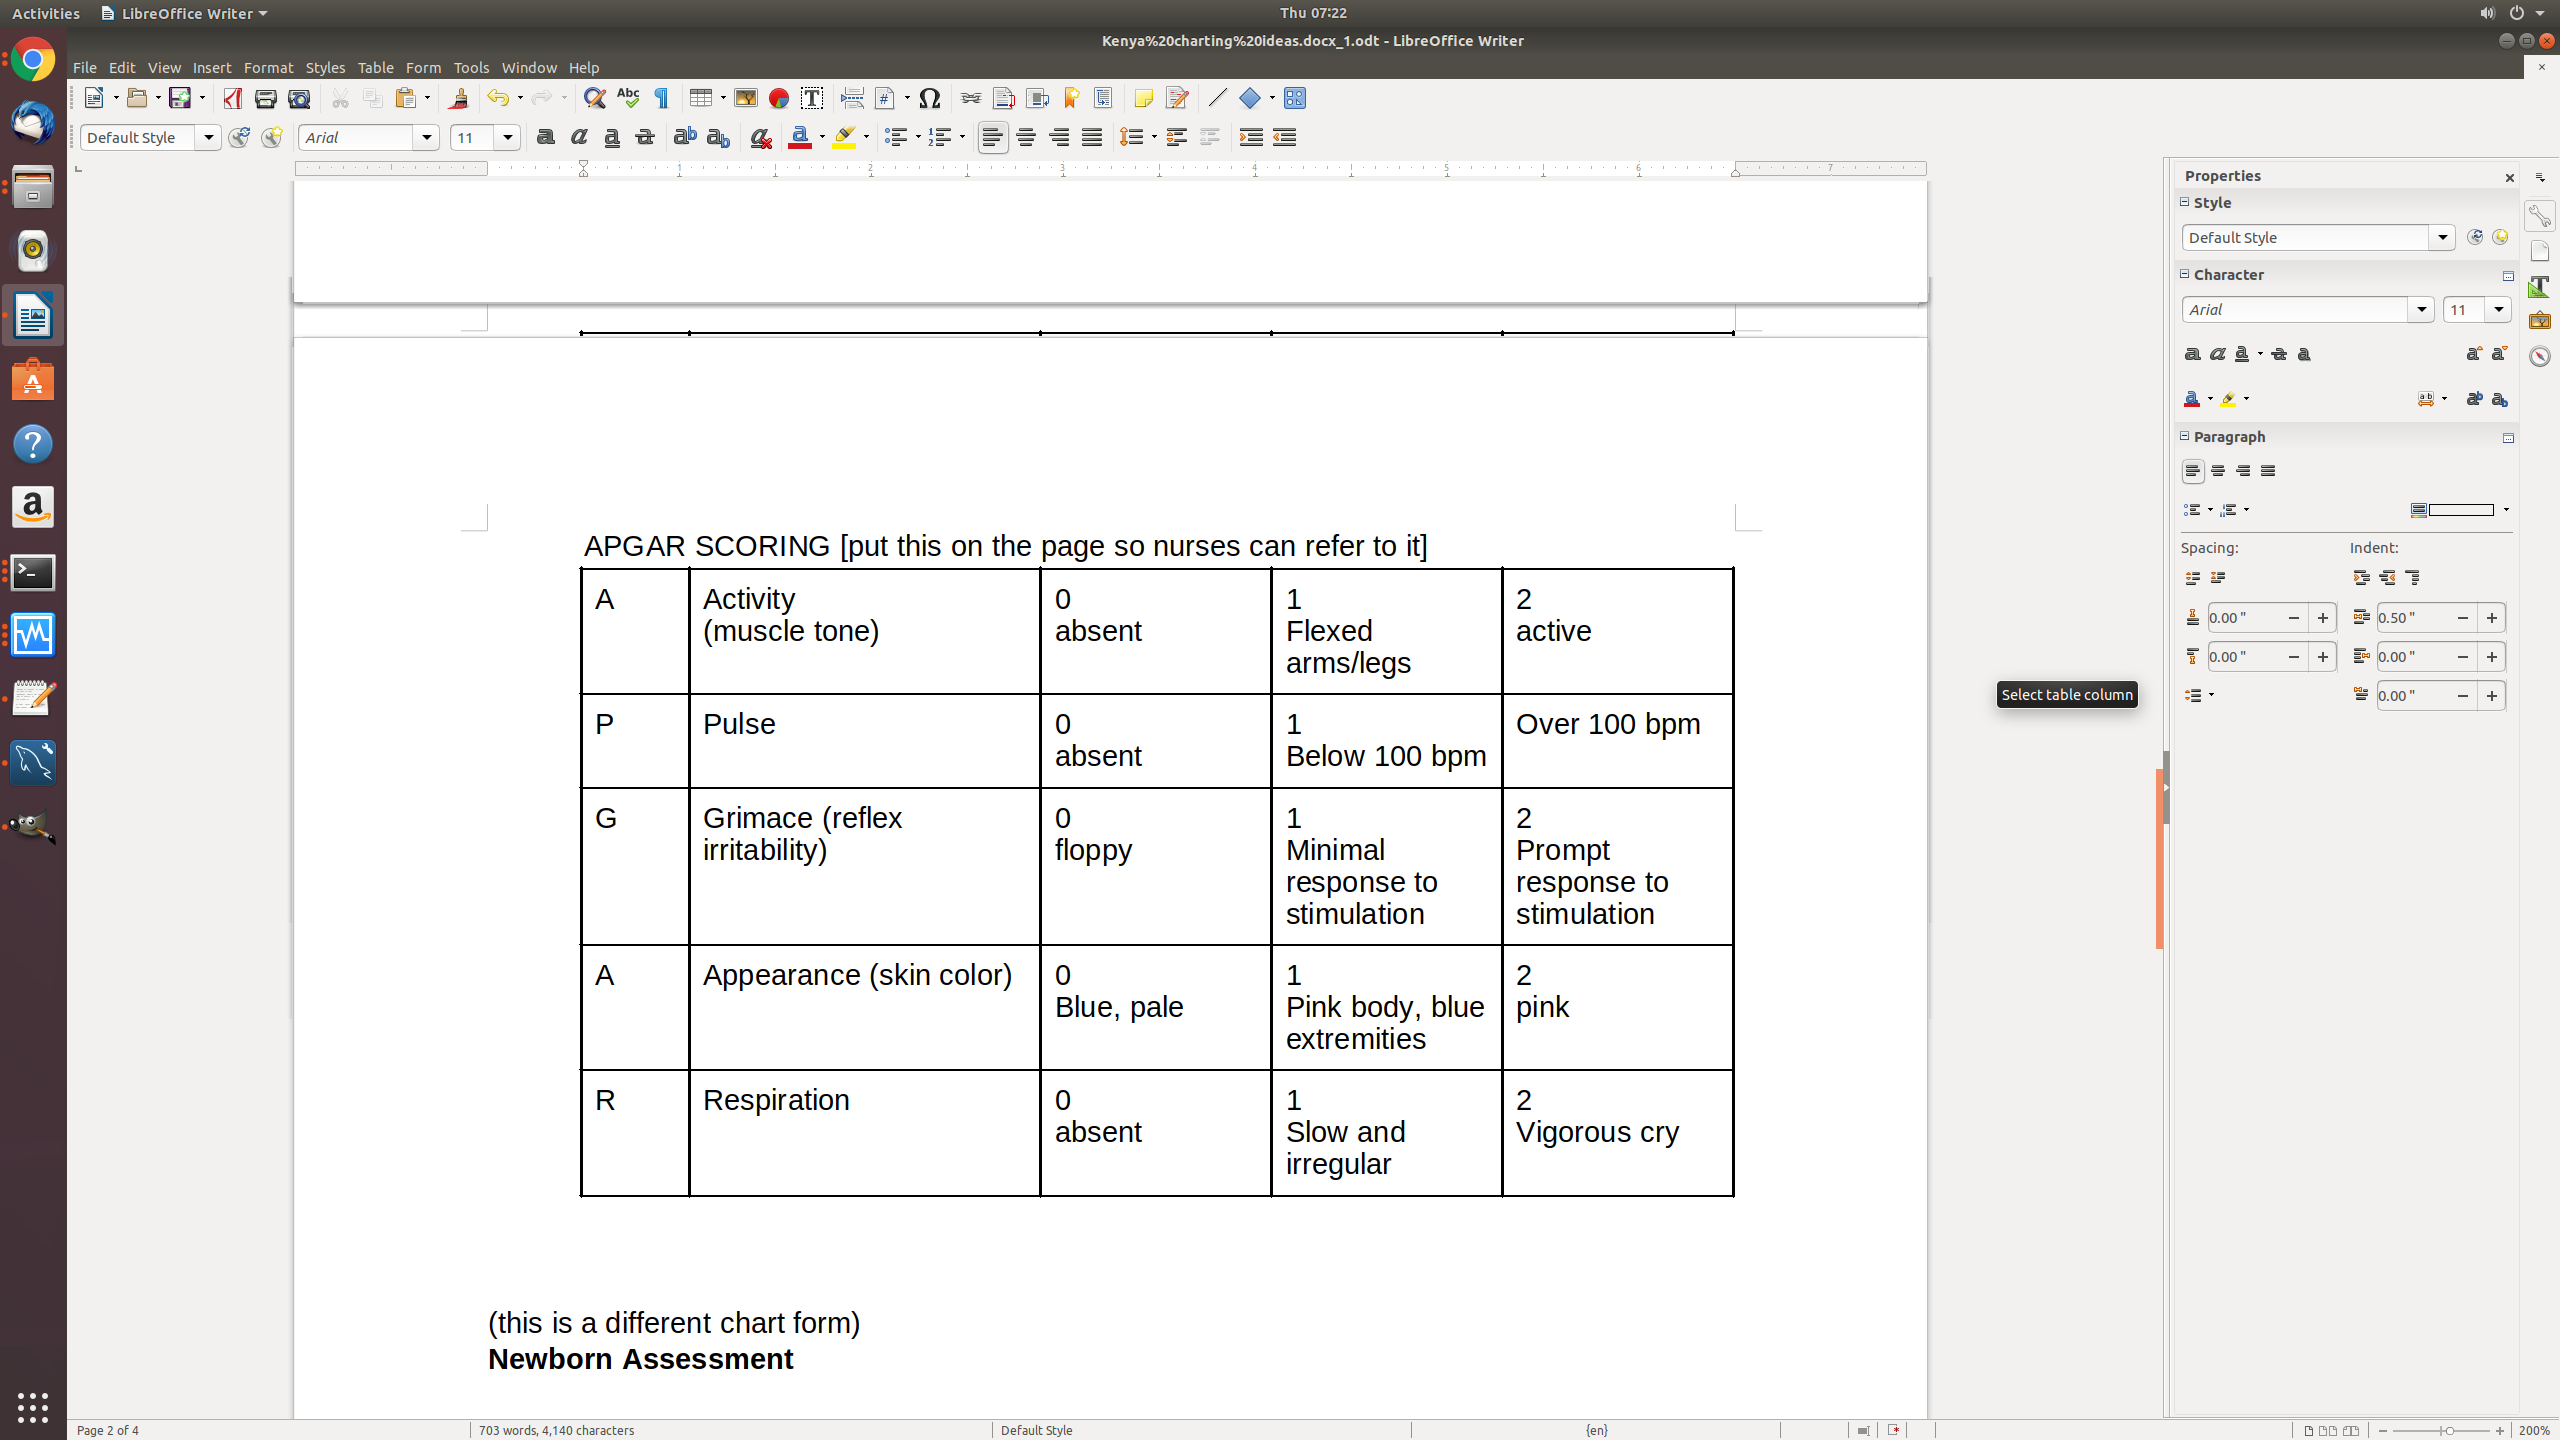 Activities LibreOffice Writer Thu 07:22
Kenya%20charting%20ideas.docx_1.odt - LibreOffice Writer
File Edit View Insert Format Styles Table Form Tools Window Help
Default Style Arial 11
1 2 3 4 5 6 7
Properties
Style
Default Style
Character
Arial 11
Paragraph
Spacing: Indent:
0.00 " 0.50 "
0.00 " 0.00 "
0.00 "
Select table column
APGAR SCORING [put this on the page so nurses can refer to it]
A
Activity
(muscle tone)
0
absent
1
Flexed
arms/legs
2
active
P
Pulse
0
absent
1
Below 100 bpm
Over 100 bpm
G
Grimace (reflex
irritability)
0
floppy
1
Minimal
response to
stimulation
2
Prompt
response to
stimulation
A
Appearance (skin color)
0
Blue, pale
1
Pink body, blue
extremities
2
pink
R
Respiration
0
absent
1
Slow and
irregular
2
Vigorous cry
(this is a different chart form)
Newborn Assessment
Page 2 of 4 703 words, 4,140 characters Default Style {en} 200%